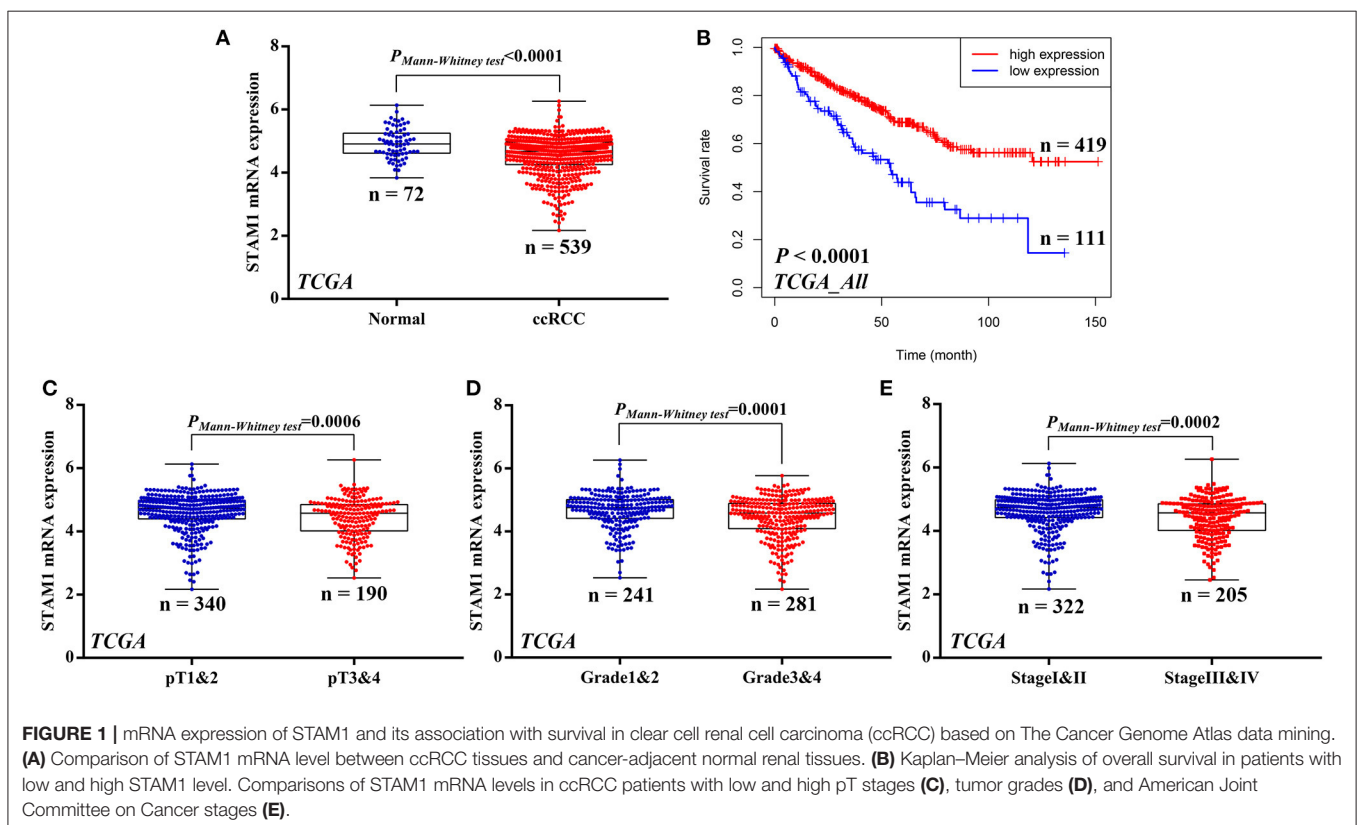 A
P Mann-Whitney test<0.0001
STAM1 mRNA expression
8
6
4
2
0
n = 72
n = 539
TCGA
Normal
ccRCC
B
high expression
low expression
Survival rate
1.0
0.8
0.6
0.4
0.2
0.0
n = 419
n = 111
P < 0.0001
TCGA_All
0
50
100
150
Time (month)
C
P Mann-Whitney test=0.0006
STAM1 mRNA expression
8
6
4
2
0
n = 340
n = 190
TCGA
pT1&2
pT3&4
D
P Mann-Whitney test=0.0001
STAM1 mRNA expression
8
6
4
2
0
n = 241
n = 281
TCGA
Grade1&2
Grade3&4
E
P Mann-Whitney test=0.0002
STAM1 mRNA expression
8
6
4
2
0
n = 322
n = 205
TCGA
StageI&II
StageIII&IV
FIGURE 1 | mRNA expression of STAM1 and its association with survival in clear cell renal cell carcinoma (ccRCC) based on The Cancer Genome Atlas data mining.
(A) Comparison of STAM1 mRNA level between ccRCC tissues and cancer-adjacent normal renal tissues. (B) Kaplan–Meier analysis of overall survival in patients with
low and high STAM1 level. Comparisons of STAM1 mRNA levels in ccRCC patients with low and high pT stages (C), tumor grades (D), and American Joint
Committee on Cancer stages (E).